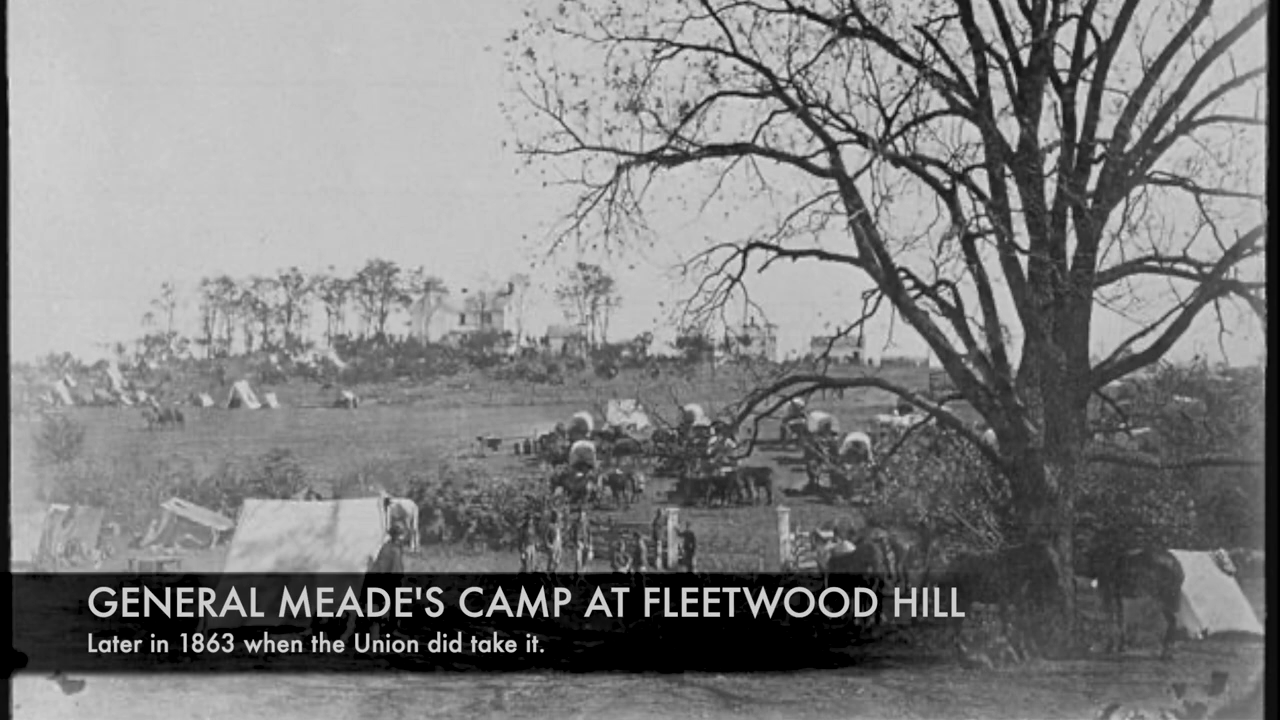 GENERAL MEADE'S CAMP AT FLEETWOOD HILL
Later in 1863 when the Union did take it.